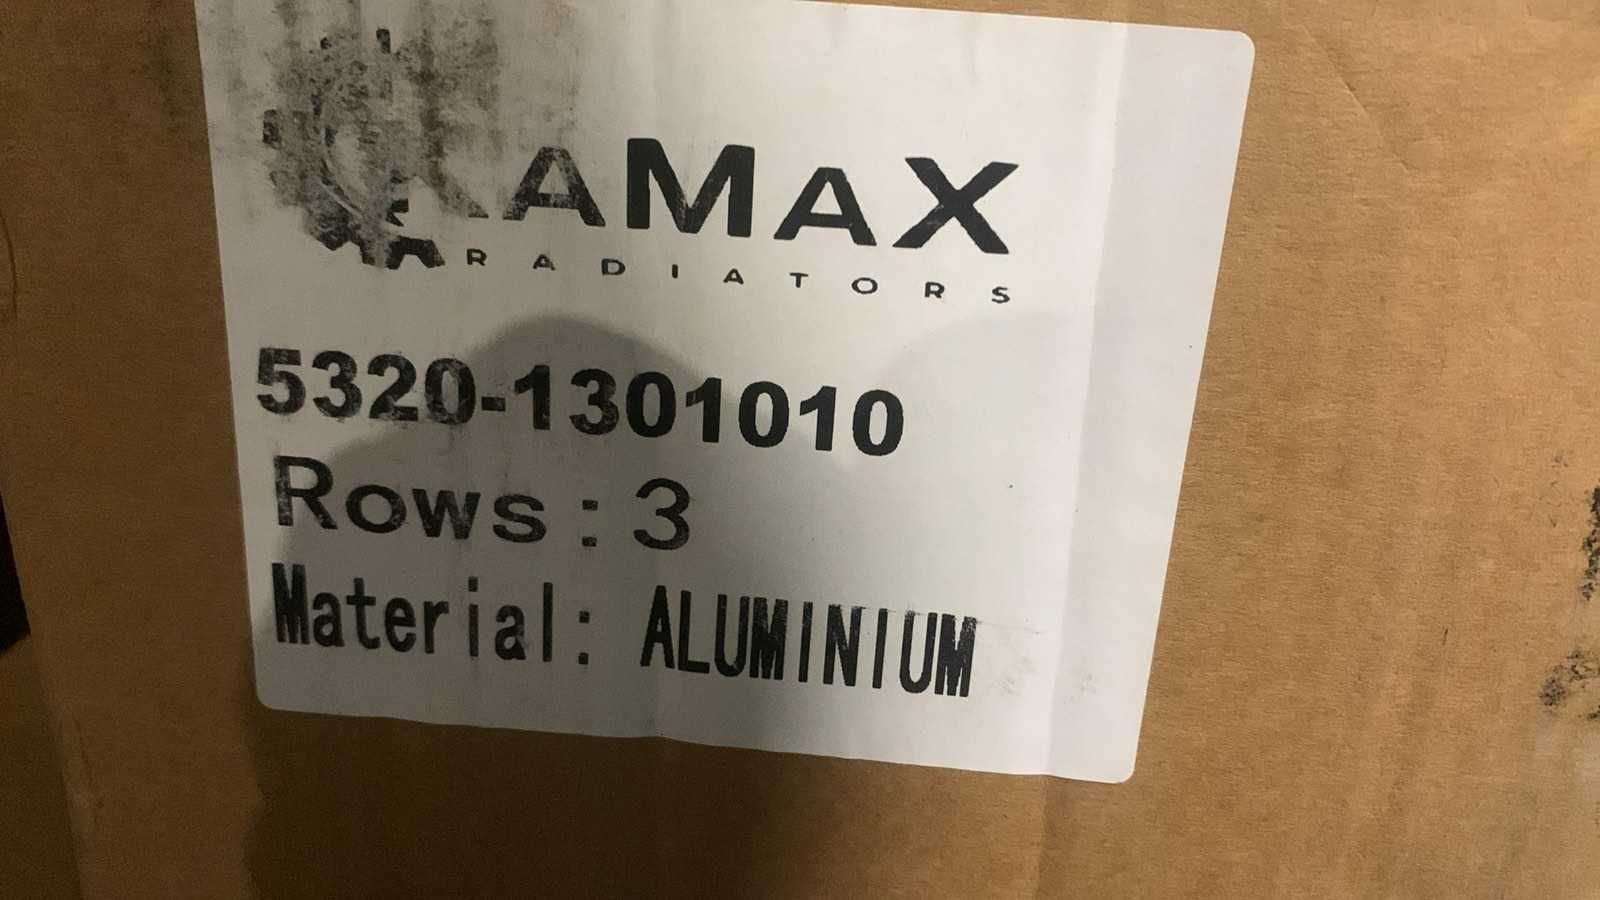 AMAX
RADIATORS
5320-1301010
Rows : 3
Material: ALUMINIUM